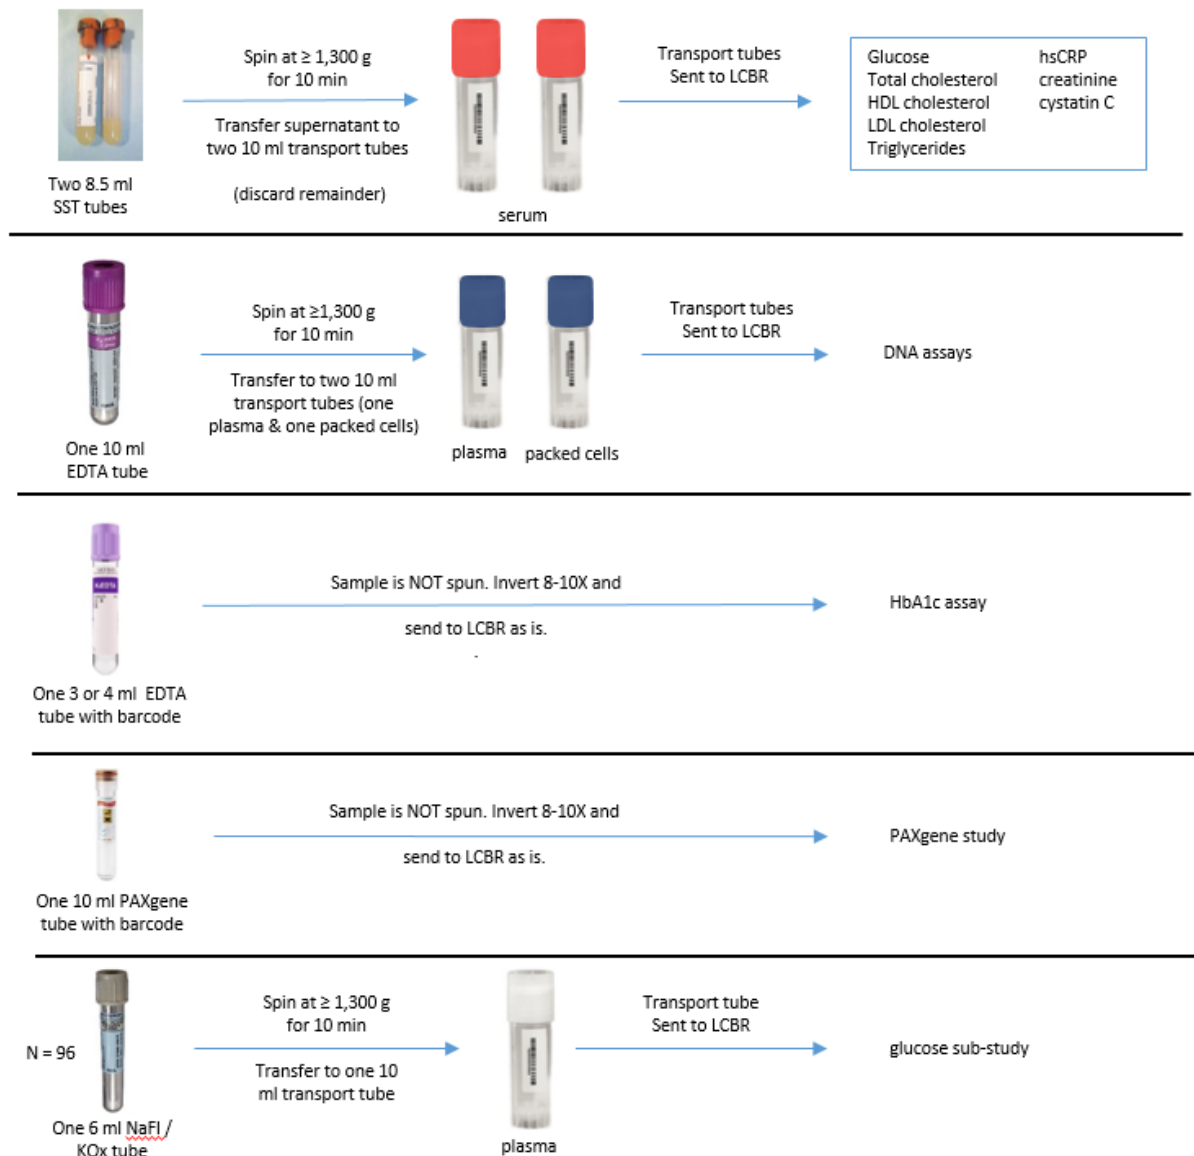 Spin at ≥ 1,300 g
for 10 min
Transfer supernatant to
two 10 ml transport tubes
(discard remainder)
Transport tubes
Sent to LCBR
Glucose
Total cholesterol
HDL cholesterol
LDL cholesterol
Triglycerides
hsCRP
creatinine
cystatin C
Two 8.5 ml
SST tubes
serum
Spin at ≥1,300 g
for 10 min
Transfer to two 10 ml
transport tubes (one
plasma & one packed cells)
Transport tubes
Sent to LCBR
DNA assays
One 10 ml
EDTA tube
plasma
packed cells
Sample is NOT spun. Invert 8-10X and
send to LCBR as is.
.
HbA1c assay
One 3 or 4 ml EDTA
tube with barcode
Sample is NOT spun. Invert 8-10X and
send to LCBR as is.
PAXgene study
One 10 ml PAXgene
tube with barcode
N = 96
Spin at ≥ 1,300 g
for 10 min
Transfer to one 10
ml transport tube
Transport tube
Sent to LCBR
glucose sub-study
One 6 ml NaFl /
KOx tube
plasma